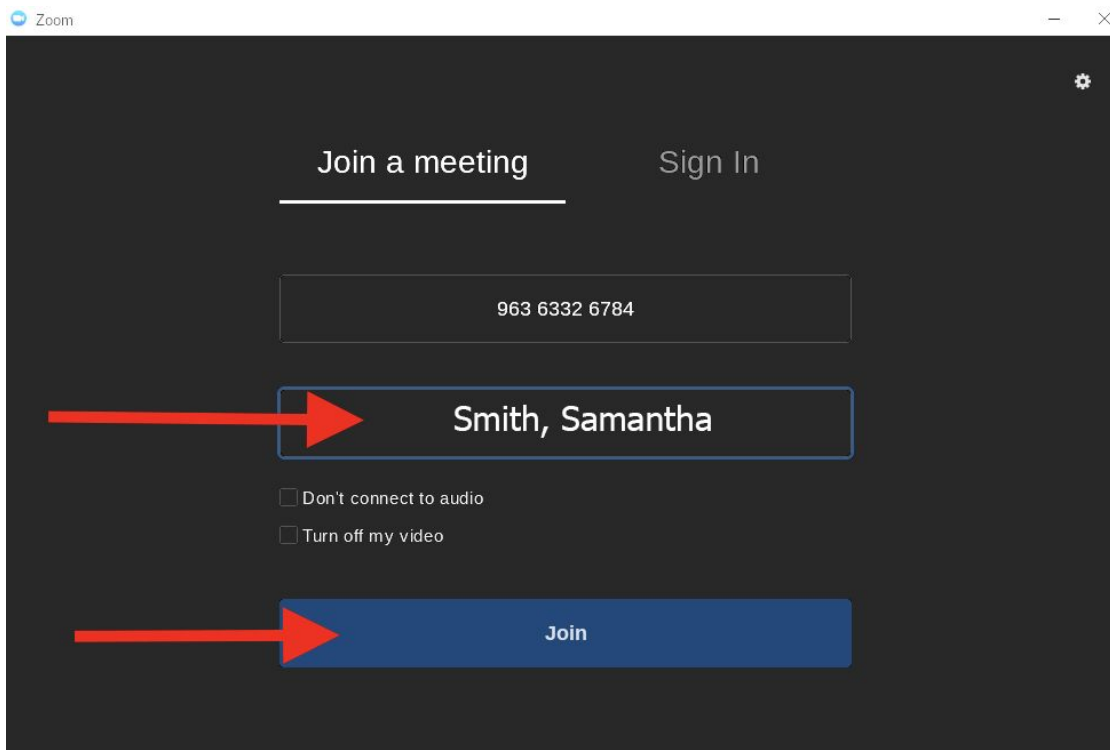 Zoom
Join a meeting Sign In
963 6332 6784
Smith, Samantha
Don't connect to audio
Turn off my video
Join